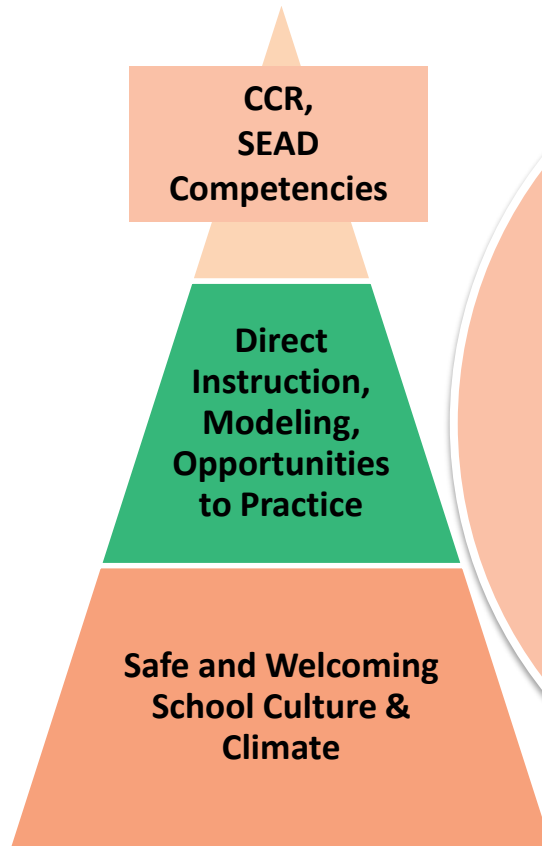 CCR,
SEAD
Competencies
Direct
Instruction,
Modeling,
Opportunities
to Practice
Safe and Welcoming
School Culture &
Climate